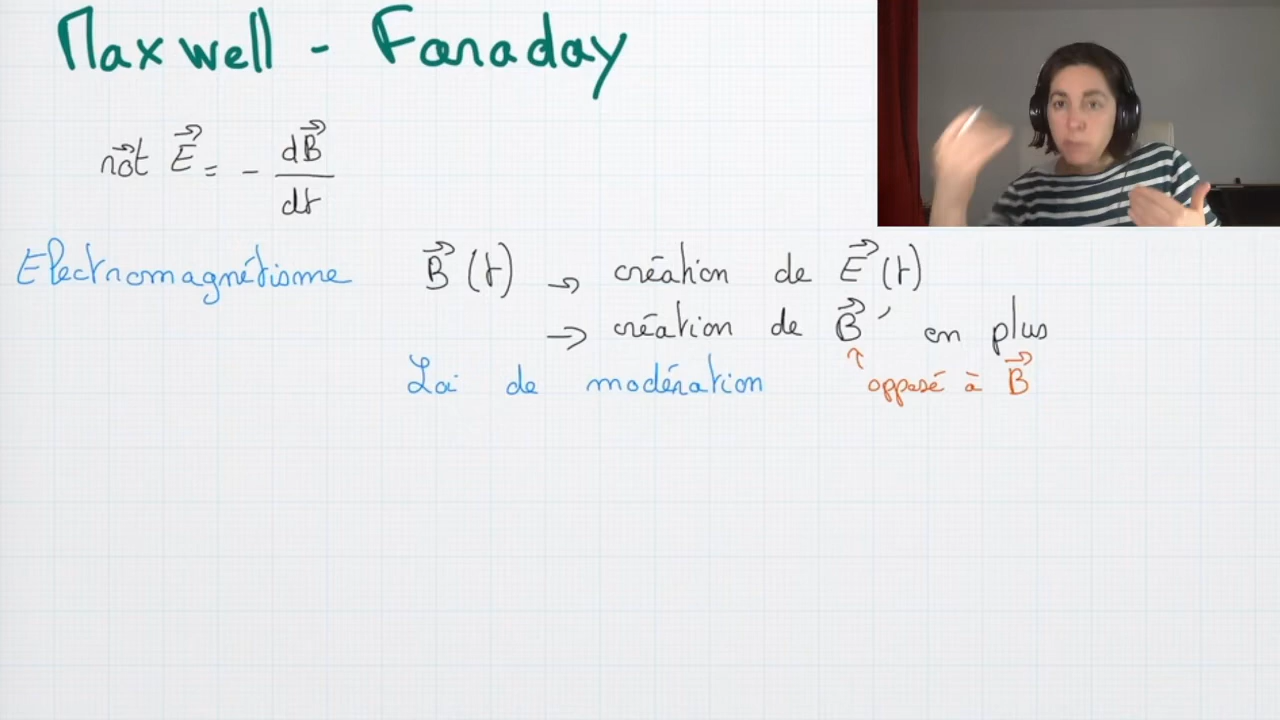 Maxwell - Faraday
rot E = - dB/dt
Electromagnétisme B(t) → création de E(t)
→ création de B' en plus
Loi de modération ↑ opposé à B